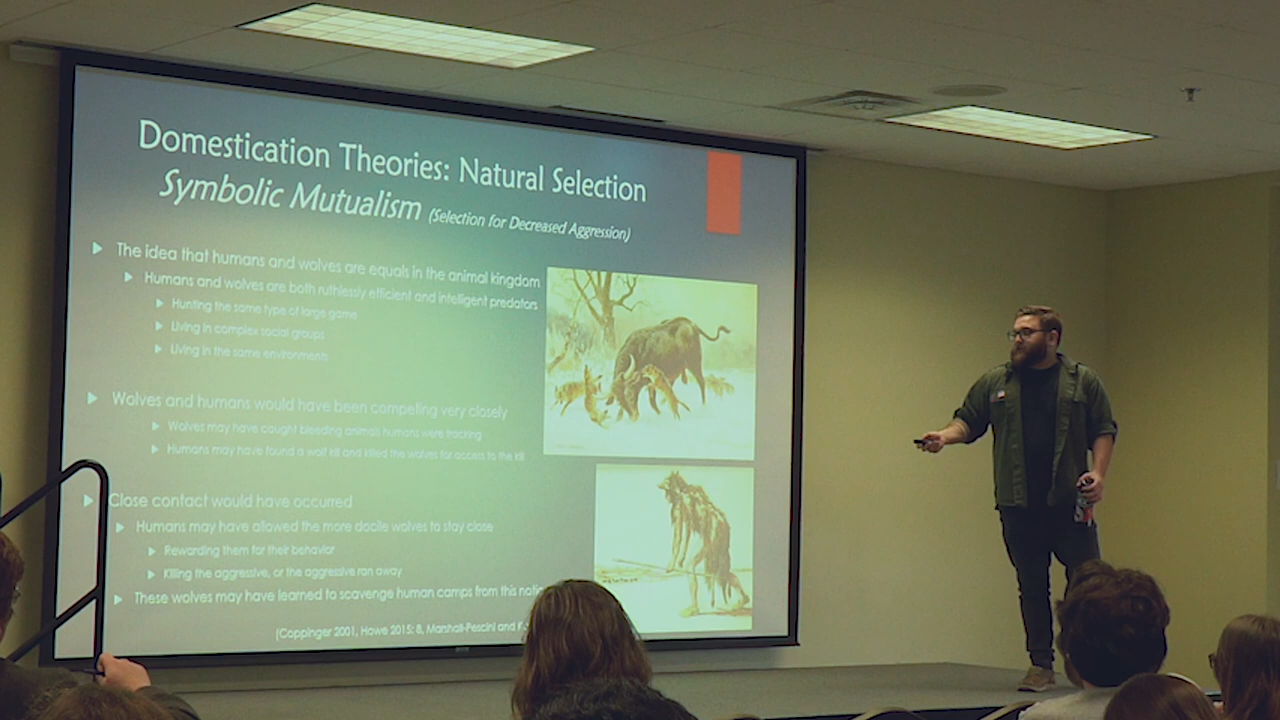 Domestication Theories: Natural Selection
Symbolic Mutualism (Selection for Decreased Aggression)
The idea that humans and wolves are equals in the animal kingdom
Humans and wolves are both ruthlessly efficient and intelligent predators
Hunting the same type of large game
Living in complex social groups
Living in the same environments
Wolves and humans would have been competing very closely
Wolves may have caught bleeding animals humans were tracking
Humans may have found a wolf kill and killed the wolves for access to the kill
Close contact would have occurred
Humans may have allowed the more docile wolves to stay close
Rewarding them for their behavior
Killing the aggressive, or the aggressive ran away
These wolves may have learned to scavenge human camps from this
(Coppinger 2001, Howe 2015: 8, Marshall-Pescini and